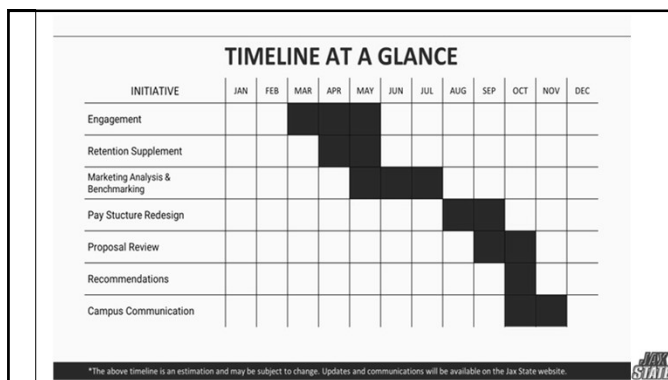 TIMELINE AT A GLANCE
INITIATIVE JAN FEB MAR APR MAY JUN JUL AUG SEP OCT NOV DEC
Engagement
Retention Supplement
Marketing Analysis &
Benchmarking
Pay Stucture Redesign
Proposal Review
Recommendations
Campus Communication
*The above timeline is an estimation and may be subject to change. Updates and communications will be available on the Jax State website.
JAX
STATE